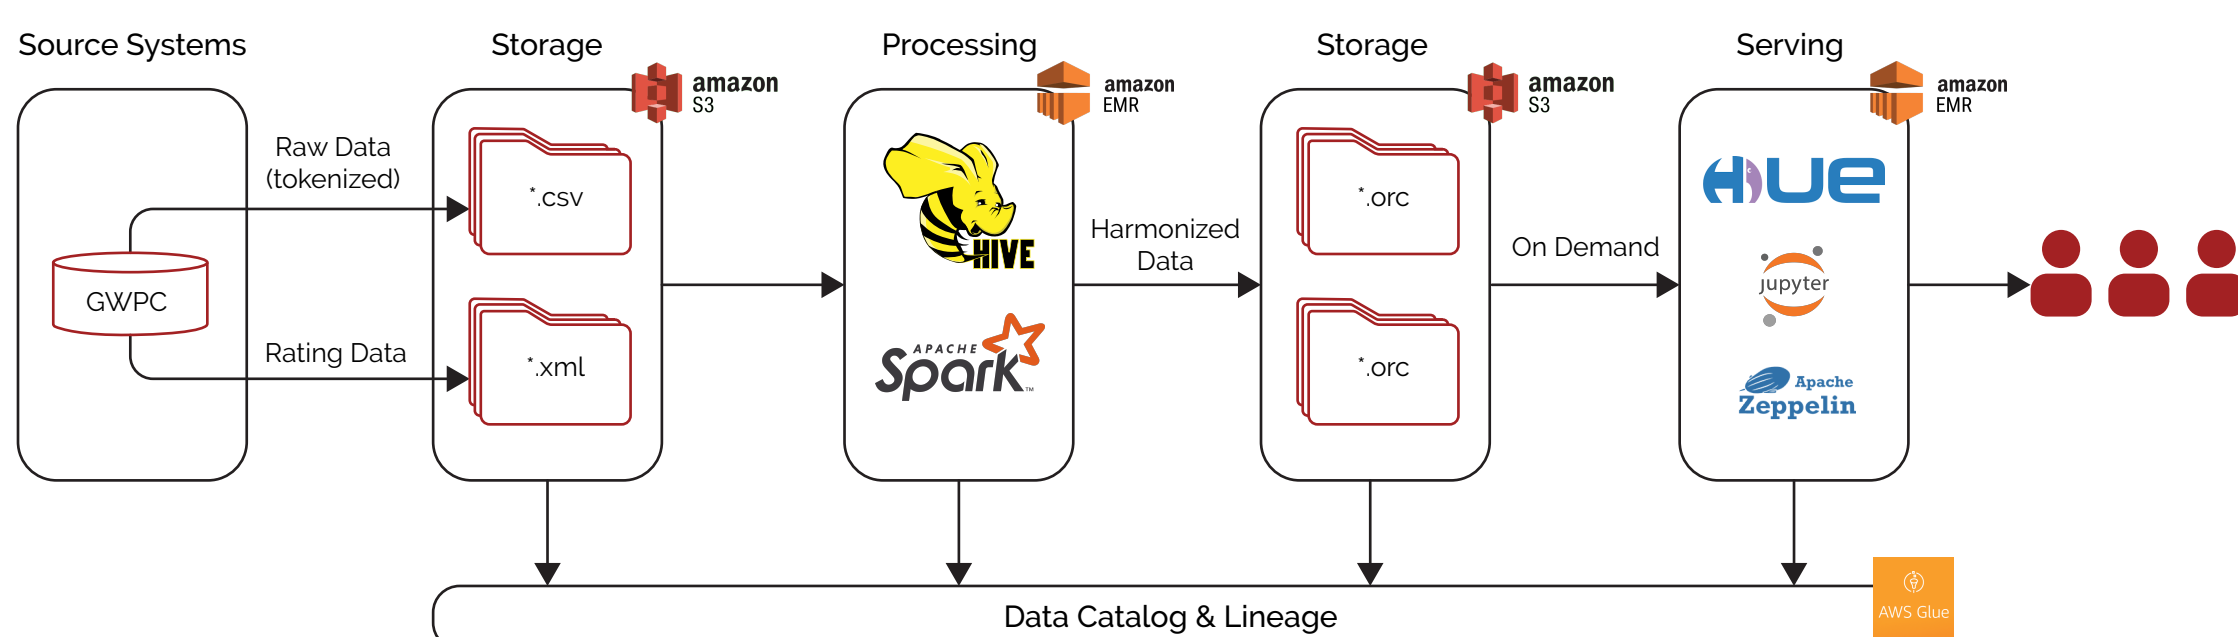 Source Systems
Storage
Processing
Storage
Serving
amazon
S3
amazon
EMR
amazon
S3
amazon
EMR
Raw Data
(tokenized)
GWPC
Rating Data
*.csv
*.xml
HIVE
APACHE
Spark™
Harmonized
Data
*.orc
*.orc
On Demand
HUE
jupyter
Apache
Zeppelin
Data Catalog & Lineage
AWS Glue